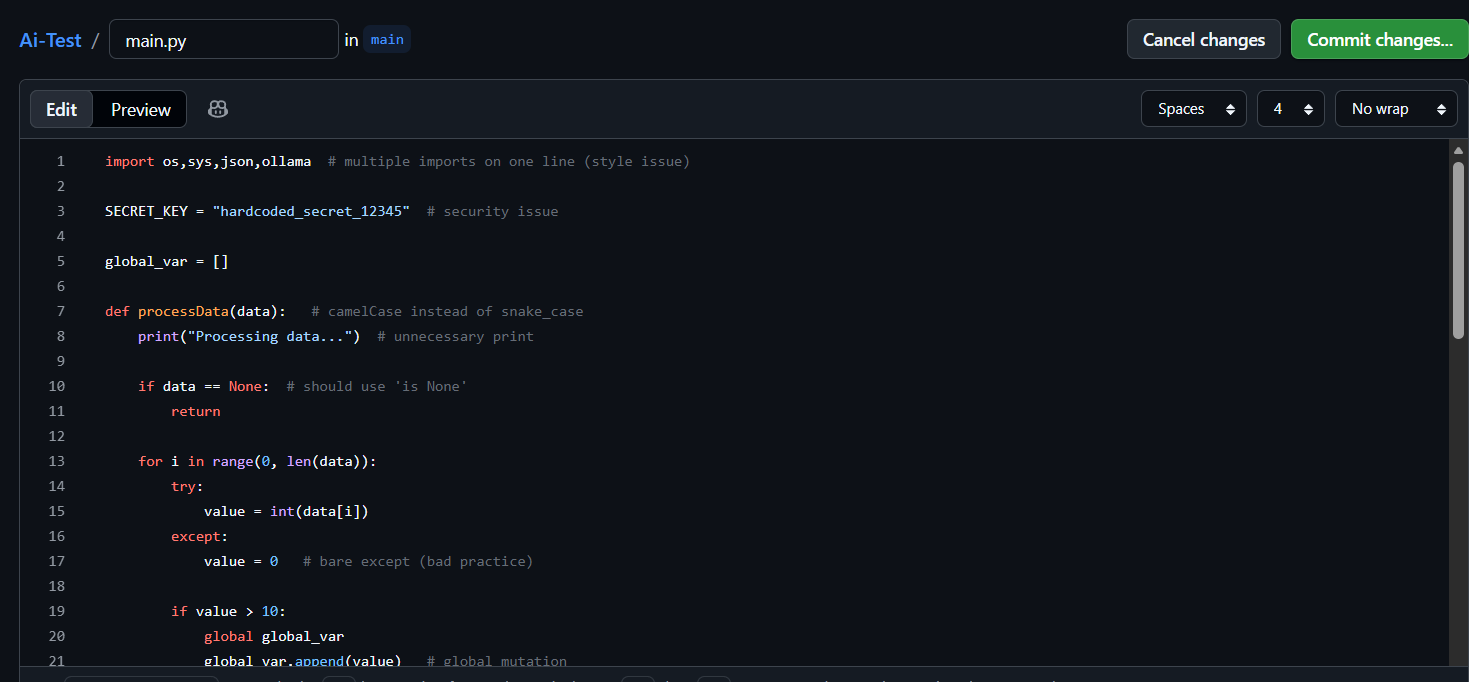 Ai-Test / main.py in main Cancel changes Commit changes...
Edit Preview Spaces 4 No wrap
1 import os,sys,json,ollama  # multiple imports on one line (style issue)
2
3 SECRET_KEY = "hardcoded_secret_12345"  # security issue
4
5 global_var = []
6
7 def processData(data):   # camelCase instead of snake_case
8     print("Processing data...")  # unnecessary print
9
10     if data == None:  # should use 'is None'
11         return
12
13     for i in range(0, len(data)):
14         try:
15             value = int(data[i])
16         except:
17             value = 0   # bare except (bad practice)
18
19         if value > 10:
20             global global_var
21             global_var.append(value)   # global mutation